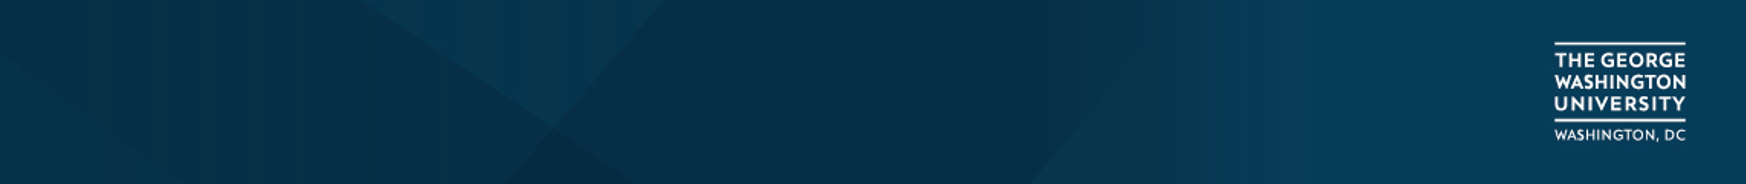 THE GEORGE
WASHINGTON
UNIVERSITY
WASHINGTON, DC